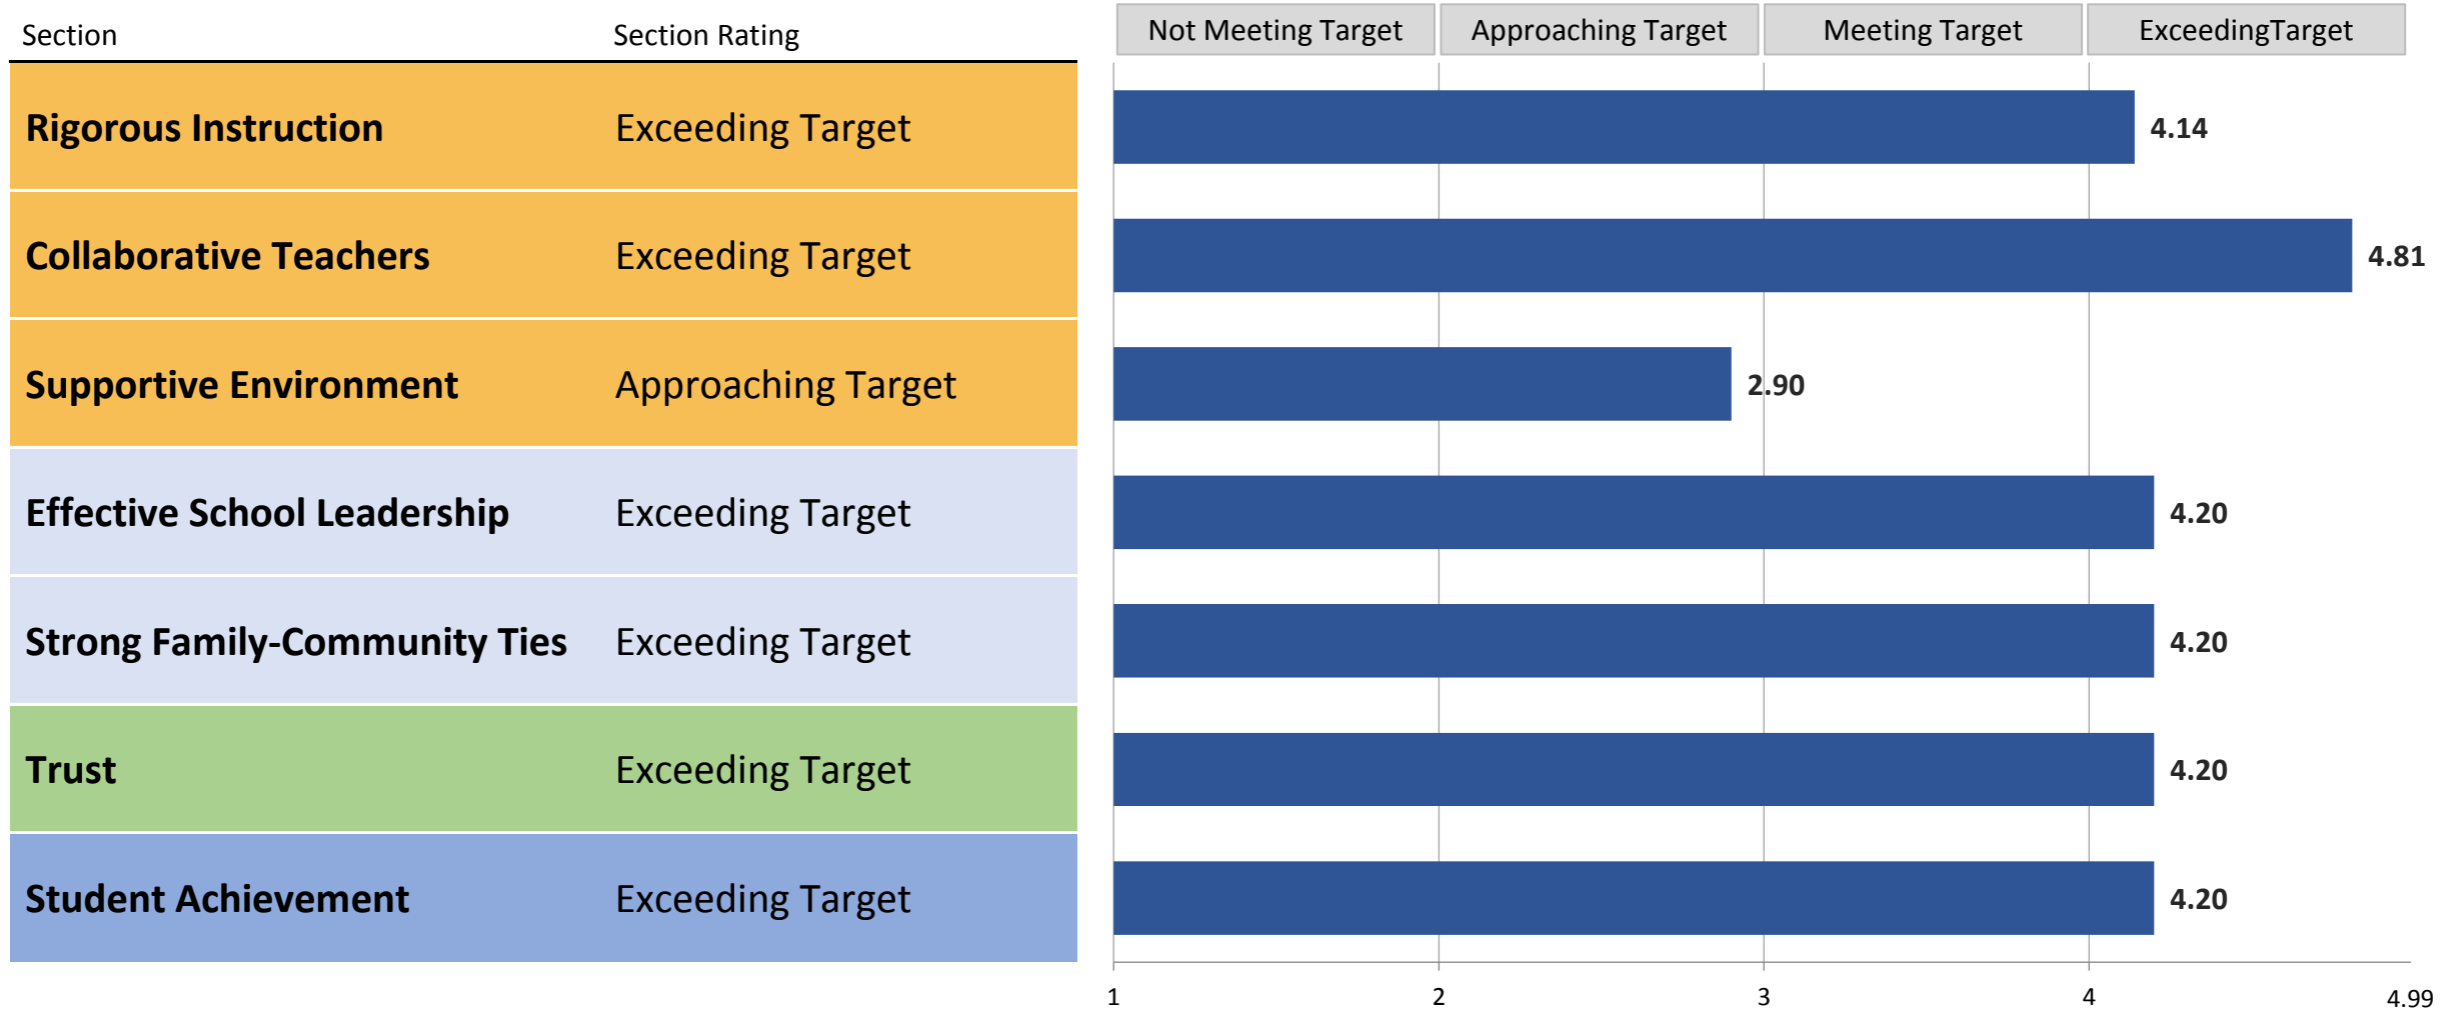 Section Section Rating Not Meeting Target Approaching Target Meeting Target ExceedingTarget
Rigorous Instruction Exceeding Target 4.14
Collaborative Teachers Exceeding Target 4.81
Supportive Environment Approaching Target 2.90
Effective School Leadership Exceeding Target 4.20
Strong Family-Community Ties Exceeding Target 4.20
Trust Exceeding Target 4.20
Student Achievement Exceeding Target 4.20
1 2 3 4 4.99